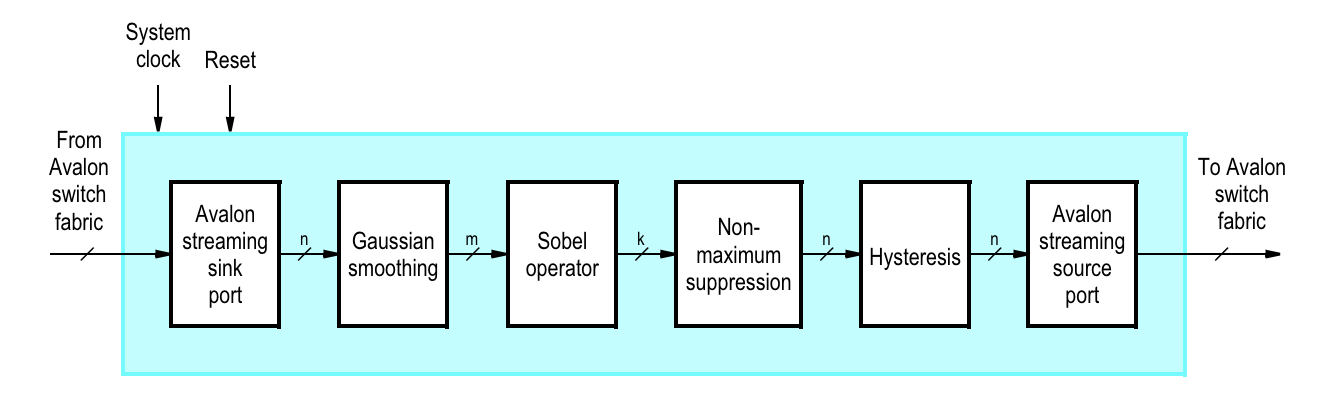 System
clock
Reset
From
Avalon
switch
fabric
Avalon
streaming
sink
port
n
Gaussian
smoothing
m
Sobel
operator
k
Non-
maximum
suppression
n
Hysteresis
n
Avalon
streaming
source
port
To Avalon
switch
fabric